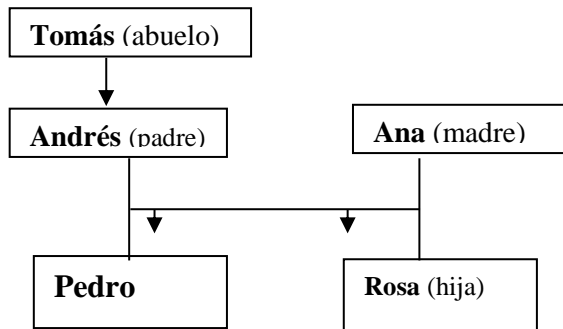 Tomás (abuelo)
Andrés (padre)
Ana (madre)
Pedro
Rosa (hija)